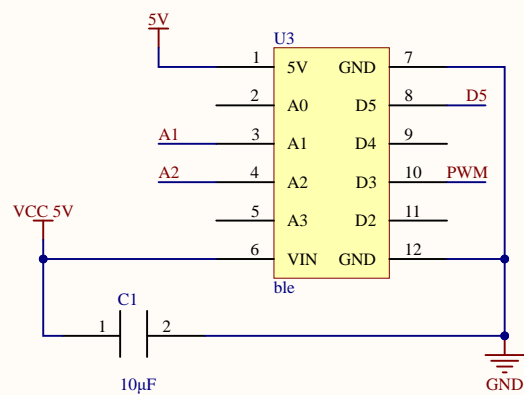 5V
U3
1 5V GND 7
2 A0 D5 8 D5
A1 3 A1 D4 9
A2 4 A2 D3 10 PWM
5 A3 D2 11
VCC 5V
6 VIN GND 12
ble
C1
1 2
10μF
GND